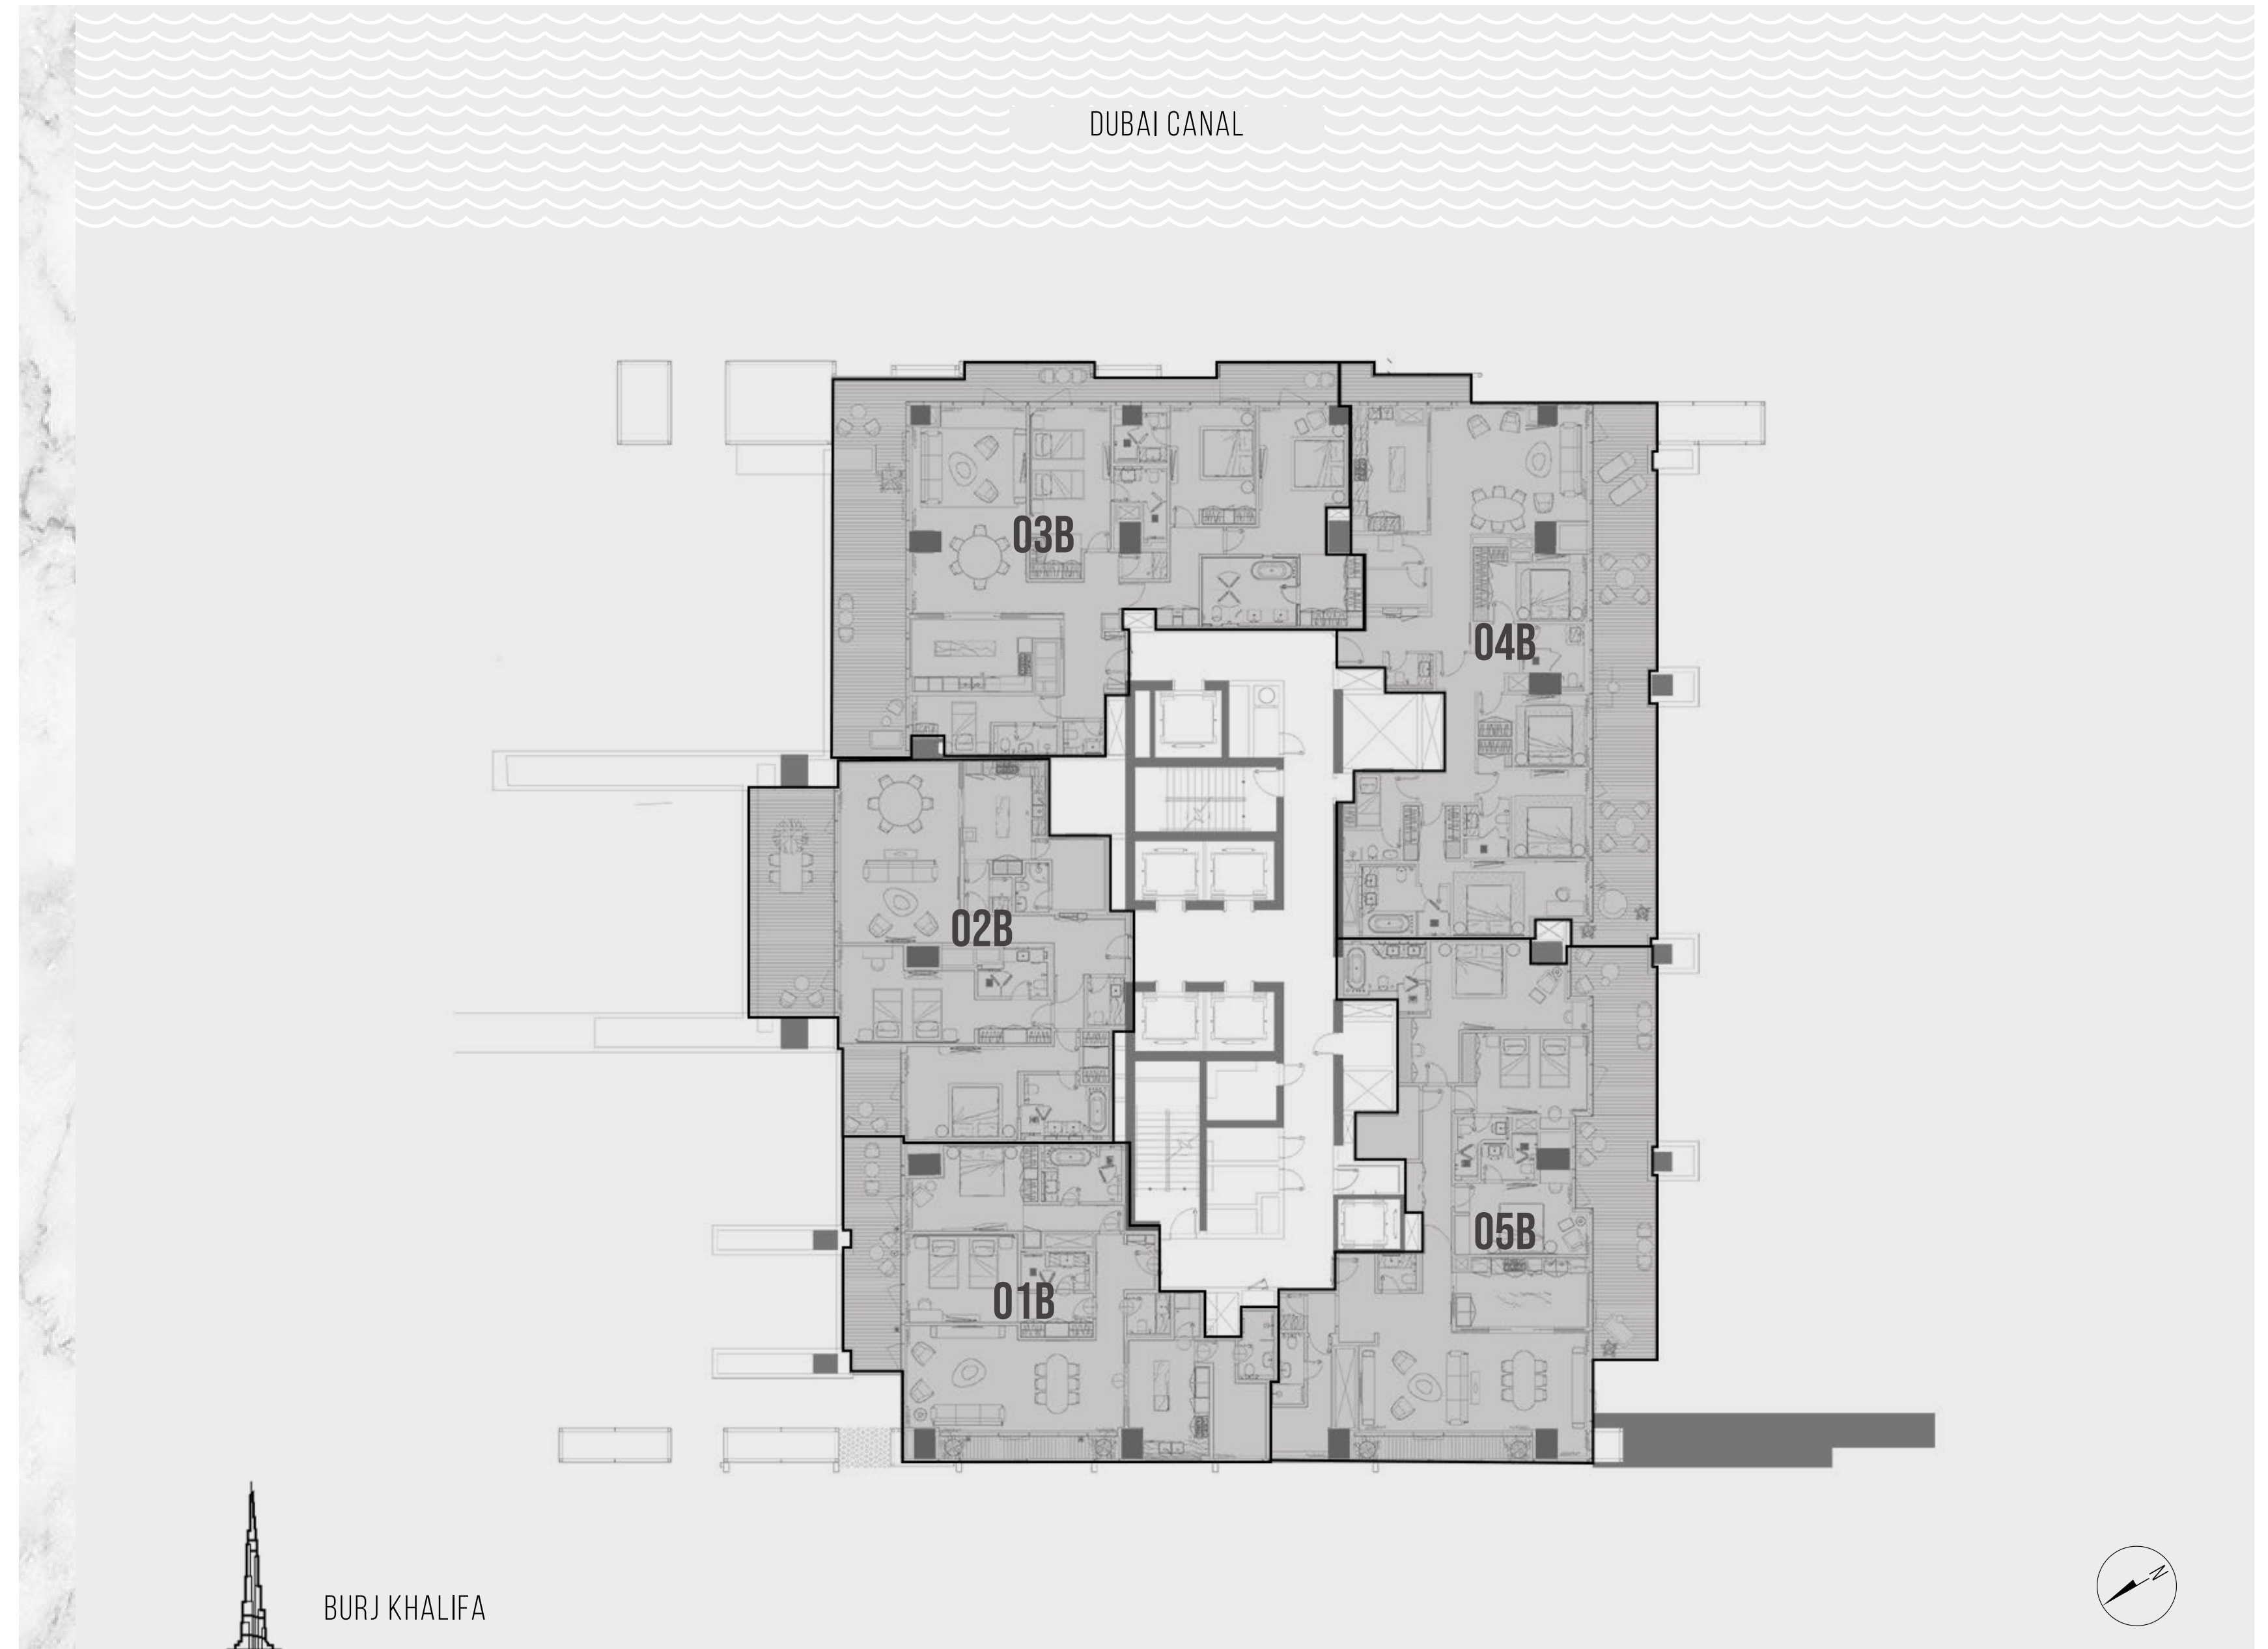 DUBAI CANAL
03B
04B
02B
05B
01B
BURJ KHALIFA
N